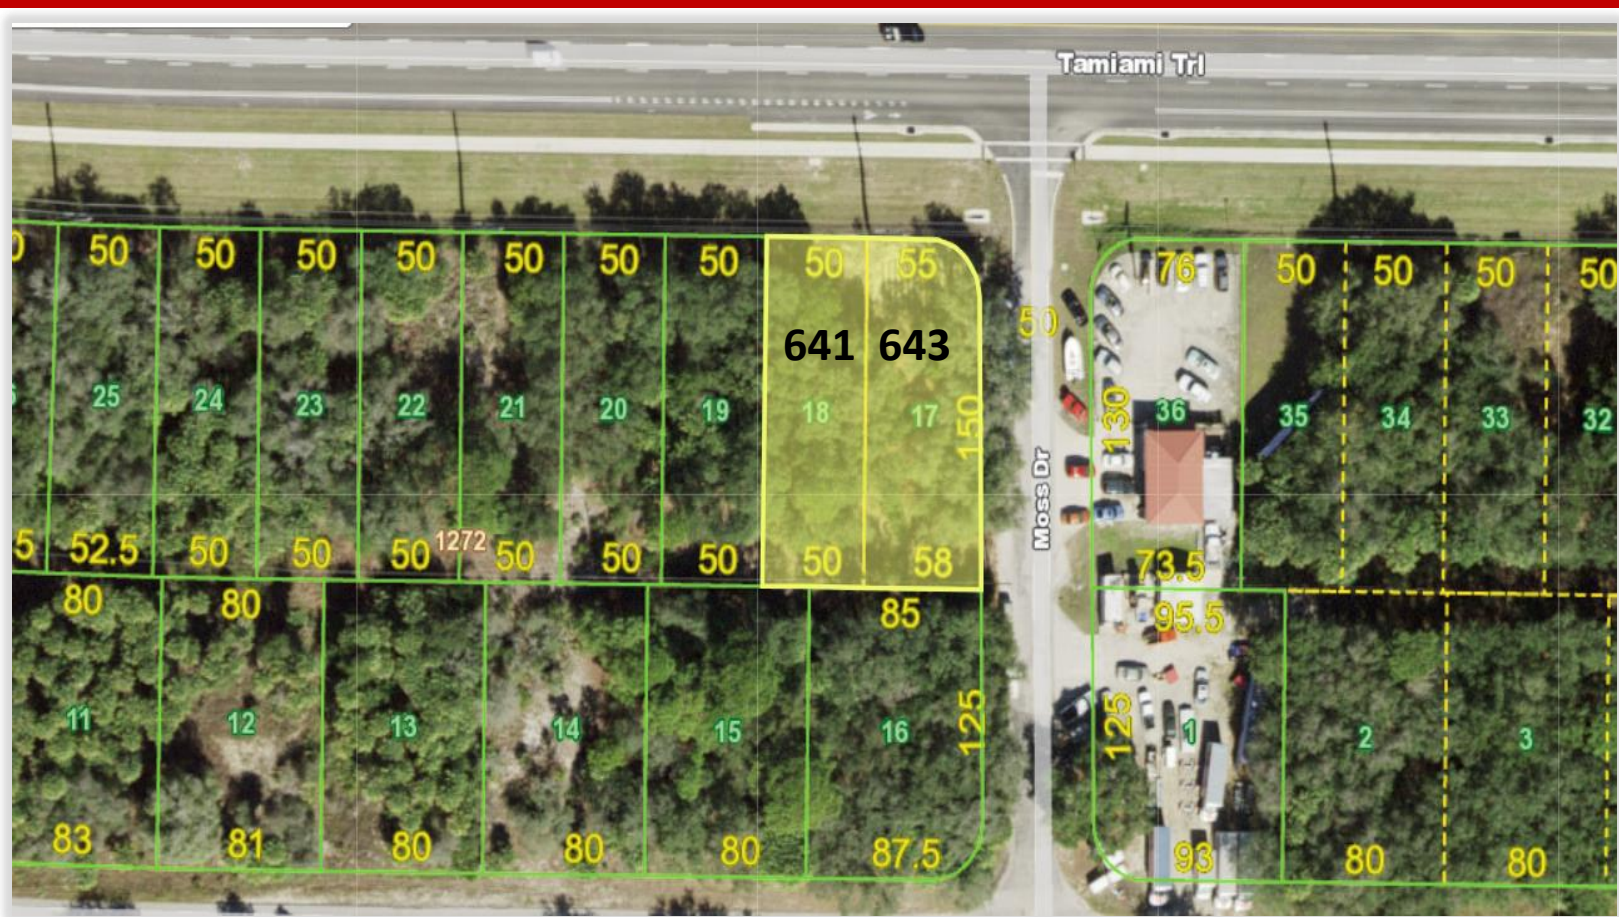 Tamiami Trl
0 50 50 50 50 50 50 50 50 55 76 50 50 50 50
50
641 643
25 24 23 22 21 20 19 18 17 150 130 36 35 34 33 32
Moss Dr
5 52.5 50 50 50 1272 50 50 50 50 58 73.5
80 80 85 95.5
11 12 13 14 15 16 125 125 1 2 3
83 81 80 80 80 87.5 93 80 80